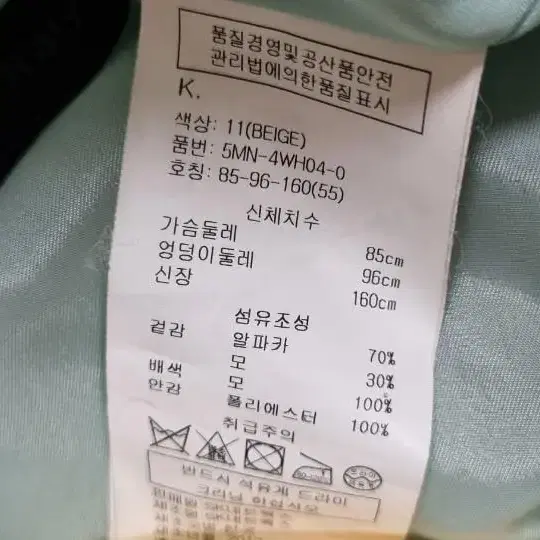 품질경영및공산품안전
관리법에의한품질표시
K.
색상: 11(BEIGE)
품번: 5MN-4WH04-0
호칭: 85-96-160(55)
신체치수
가슴둘레 85cm
엉덩이둘레 96cm
신장 160cm
섬유조성
겉감 알파카 70%
모 30%
배색 모 100%
안감 폴리에스터 100%
취급주의
드라이
반드시 석유계 드라이
크리닝 하십시오